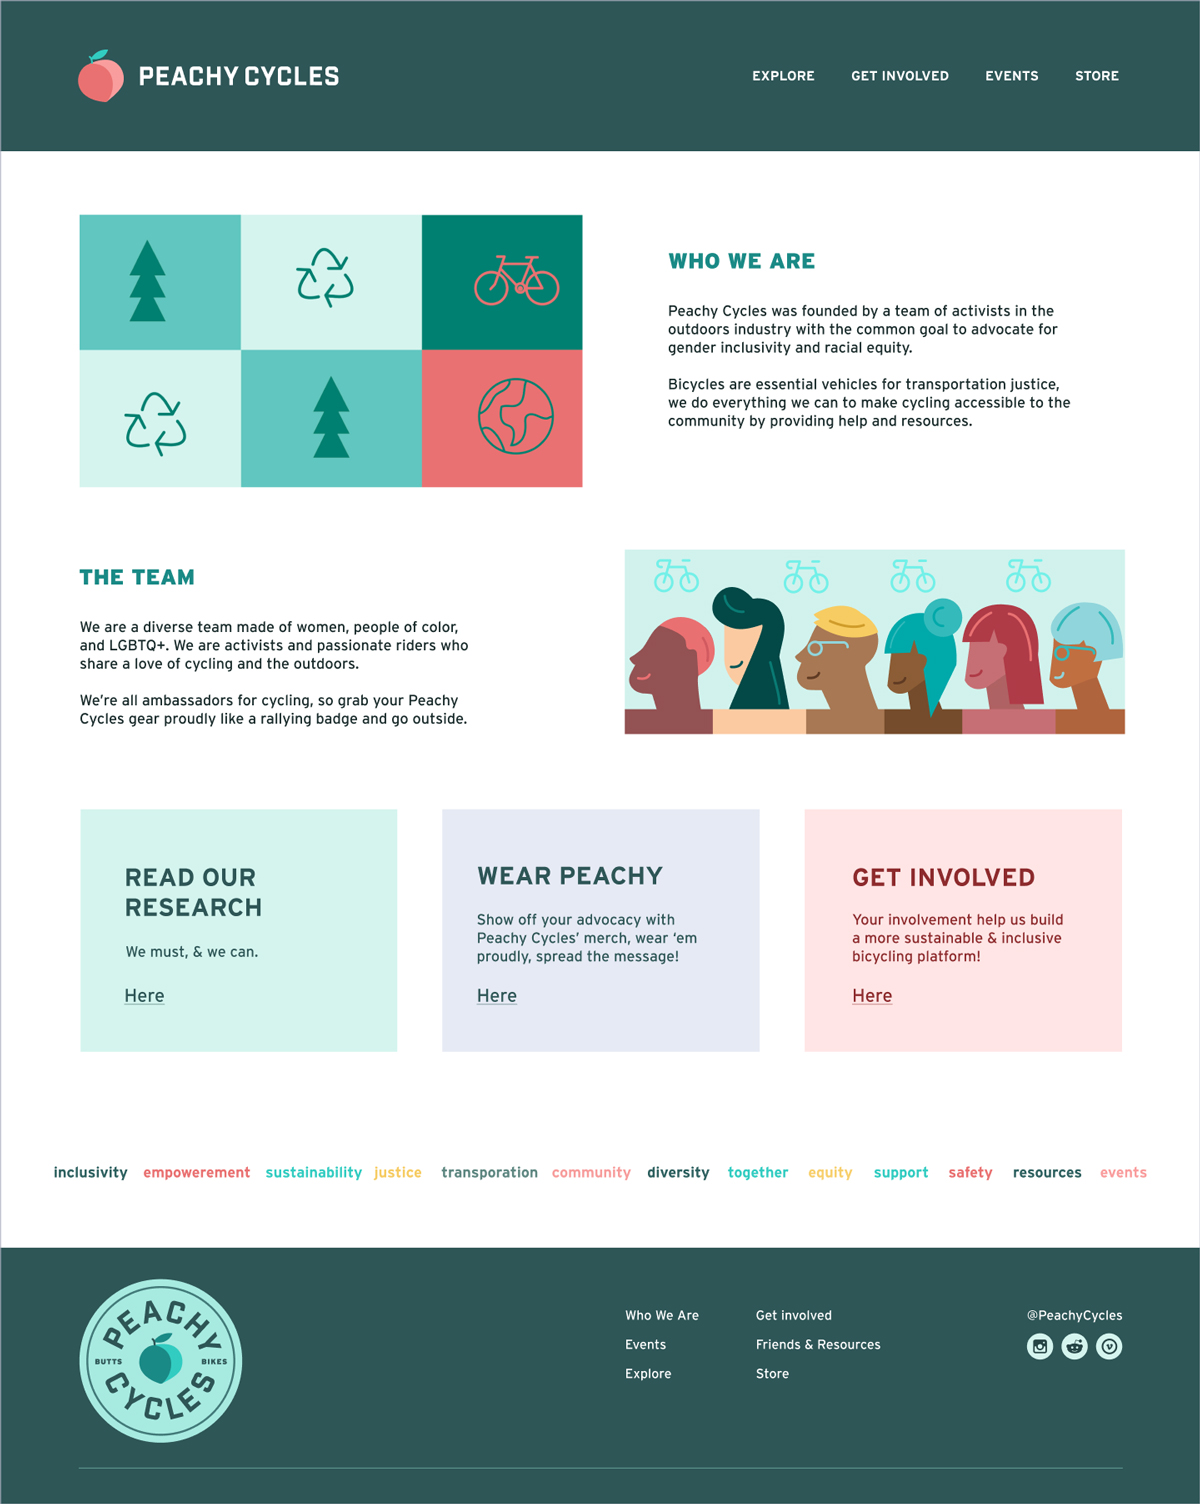 PEACHY CYCLES
EXPLORE GET INVOLVED EVENTS STORE
WHO WE ARE
Peachy Cycles was founded by a team of activists in the
outdoors industry with the common goal to advocate for
gender inclusivity and racial equity.
Bicycles are essential vehicles for transportation justice,
we do everything we can to make cycling accessible to the
community by providing help and resources.
THE TEAM
We are a diverse team made of women, people of color,
and LGBTQ+. We are activists and passionate riders who
share a love of cycling and the outdoors.
We’re all ambassadors for cycling, so grab your Peachy
Cycles gear proudly like a rallying badge and go outside.
READ OUR
RESEARCH
We must, & we can.
Here
WEAR PEACHY
Show off your advocacy with
Peachy Cycles’ merch, wear ‘em
proudly, spread the message!
Here
GET INVOLVED
Your involvement help us build
a more sustainable & inclusive
bicycling platform!
Here
inclusivity empowerement sustainability justice transporation community diversity together equity support safety resources events
PEACHY
BUTTS BIKES
CYCLES
Who We Are
Events
Explore
Get involved
Friends & Resources
Store
@PeachyCycles